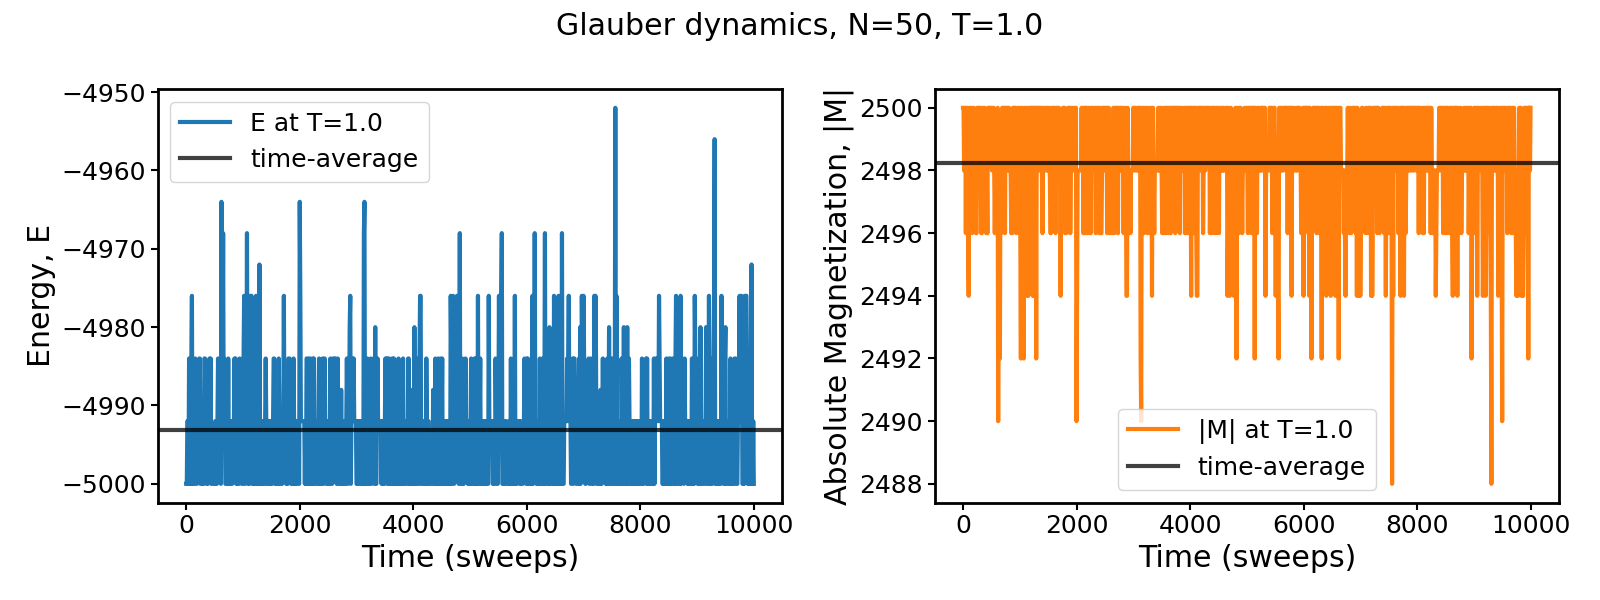 Glauber dynamics, N=50, T=1.0
Energy, E
−4950
−4960
−4970
−4980
−4990
−5000
E at T=1.0
time-average
0 2000 4000 6000 8000 10000
Time (sweeps)
Absolute Magnetization, |M|
2500
2498
2496
2494
2492
2490
2488
|M| at T=1.0
time-average
0 2000 4000 6000 8000 10000
Time (sweeps)